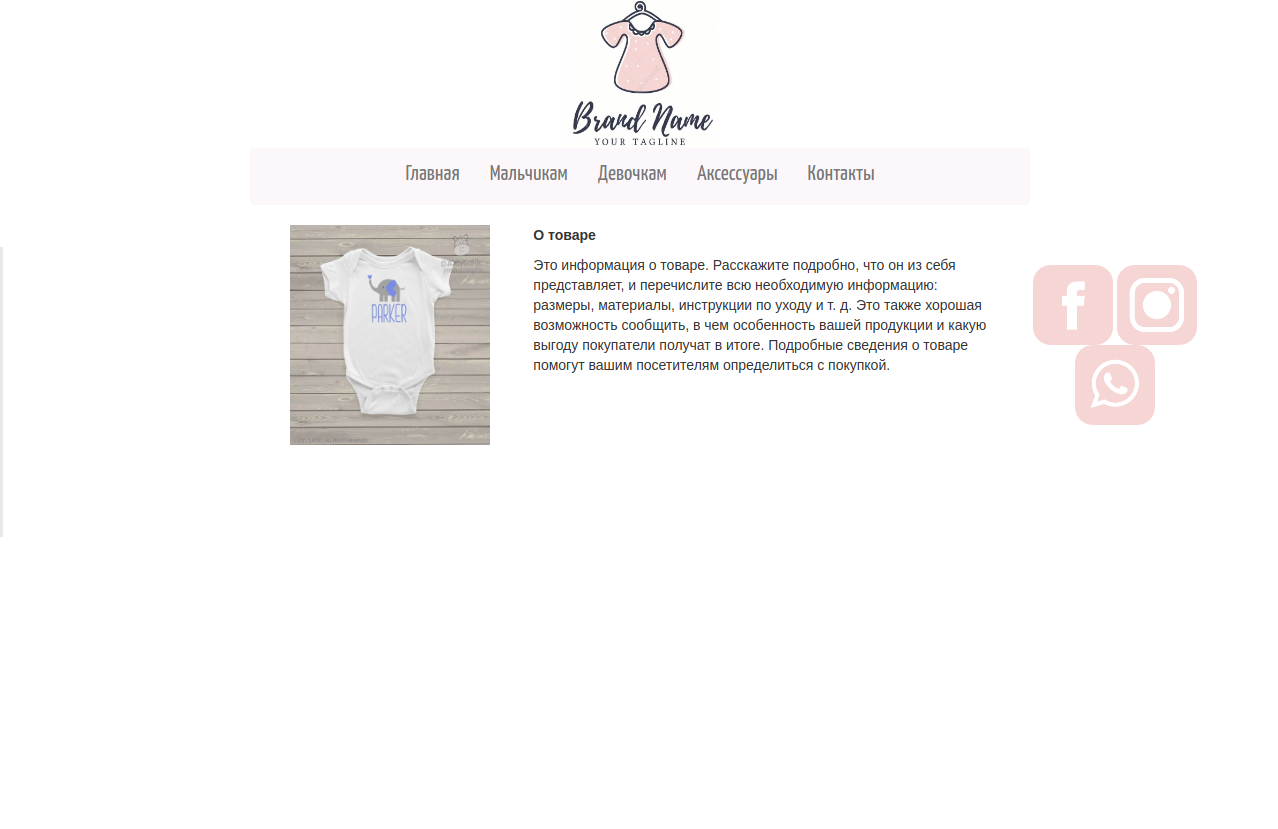 Brand Name
YOUR TAGLINE
Главная Мальчикам Девочкам Аксессуары Контакты
PARKER
О товаре
Это информация о товаре. Расскажите подробно, что он из себя
представляет, и перечислите всю необходимую информацию:
размеры, материалы, инструкции по уходу и т. д. Это также хорошая
возможность сообщить, в чем особенность вашей продукции и какую
выгоду покупатели получат в итоге. Подробные сведения о товаре
помогут вашим посетителям определиться с покупкой.